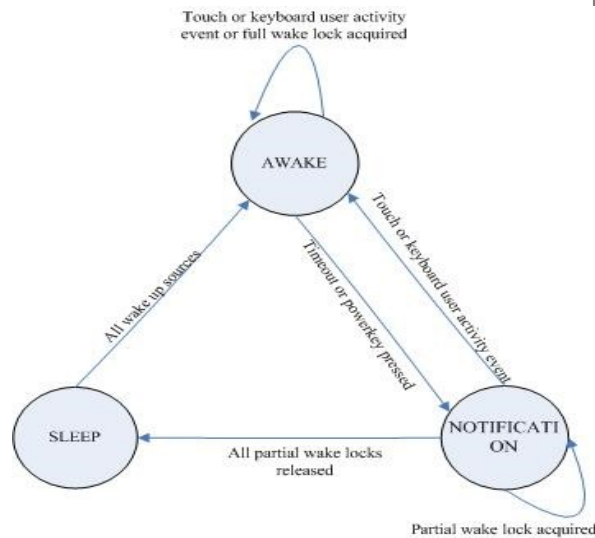 Touch or keyboard user activity
event or full wake lock acquired
AWAKE
All wake up sources
Timeout or powerkey pressed
Touch or keyboard user activity event
SLEEP
NOTIFICATI
ON
All partial wake locks
released
Partial wake lock acquired